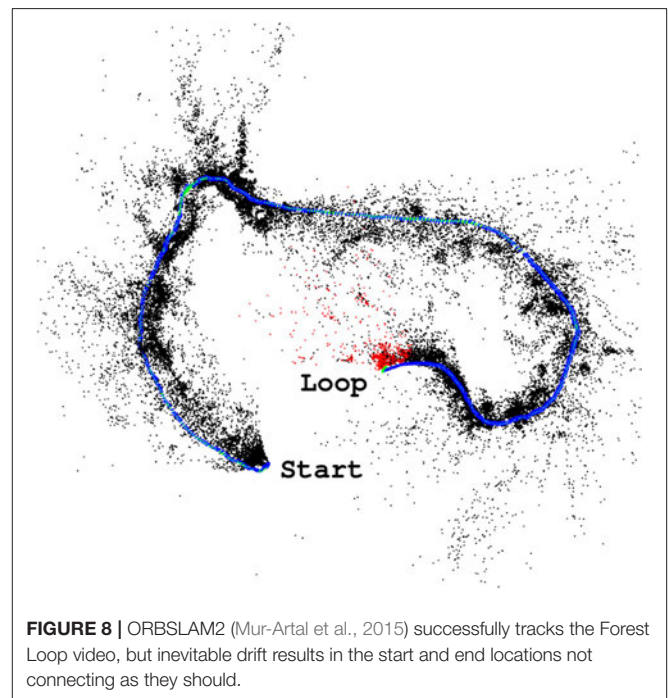 Loop
Start
FIGURE 8 | ORBSLAM2 (Mur-Artal et al., 2015) successfully tracks the Forest
Loop video, but inevitable drift results in the start and end locations not
connecting as they should.